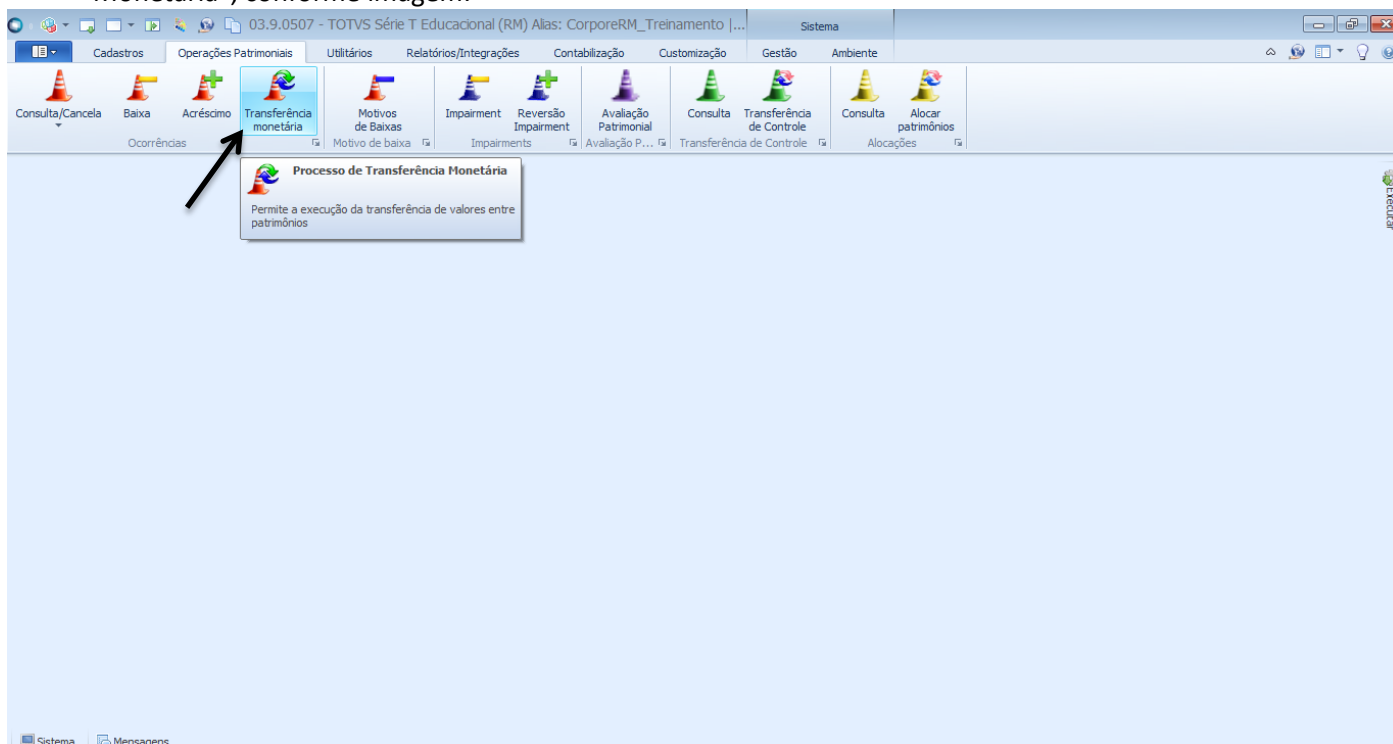 monetária", conforme imagem:
03.9.0507 - TOTVS Série T Educacional (RM) Alias: CorporeRM_Treinamento |... Sistema
Cadastros Operações Patrimoniais Utilitários Relatórios/Integrações Contabilização Customização Gestão Ambiente
Consulta/Cancela
Baixa
Acréscimo
Transferência
monetária
Motivos
de Baixas
Impairment
Reversão
Impairment
Avaliação
Patrimonial
Consulta
Transferência
de Controle
Consulta
Alocar
patrimônios
Ocorrências Motivo de baixa Impairments Avaliação P... Transferência de Controle Alocações
Processo de Transferência Monetária
Permite a execução da transferência de valores entre
patrimônios
Executar
Sistema Mensagens